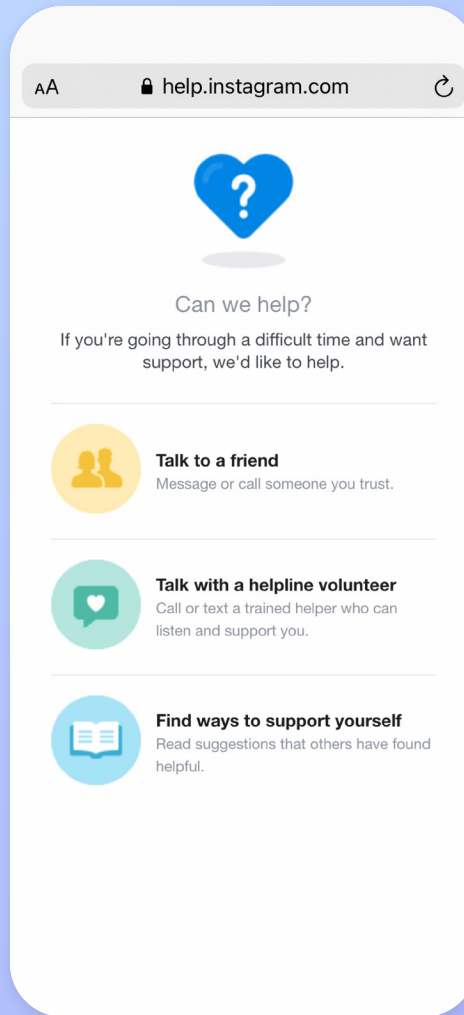 AA help.instagram.com
?
Can we help?
If you're going through a difficult time and want
support, we'd like to help.
Talk to a friend
Message or call someone you trust.
Talk with a helpline volunteer
Call or text a trained helper who can
listen and support you.
Find ways to support yourself
Read suggestions that others have found
helpful.